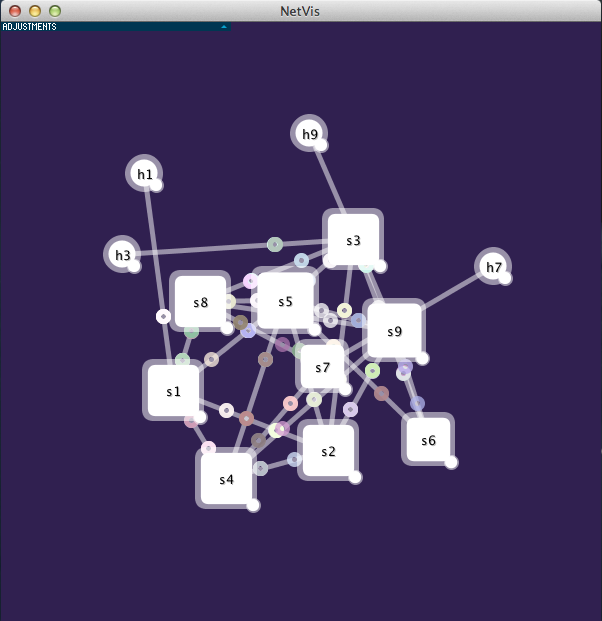 NetVis
ADJUSTMENTS
h9
h1
s3
h3
h7
s8
s5
s9
s7
s1
s6
s2
s4